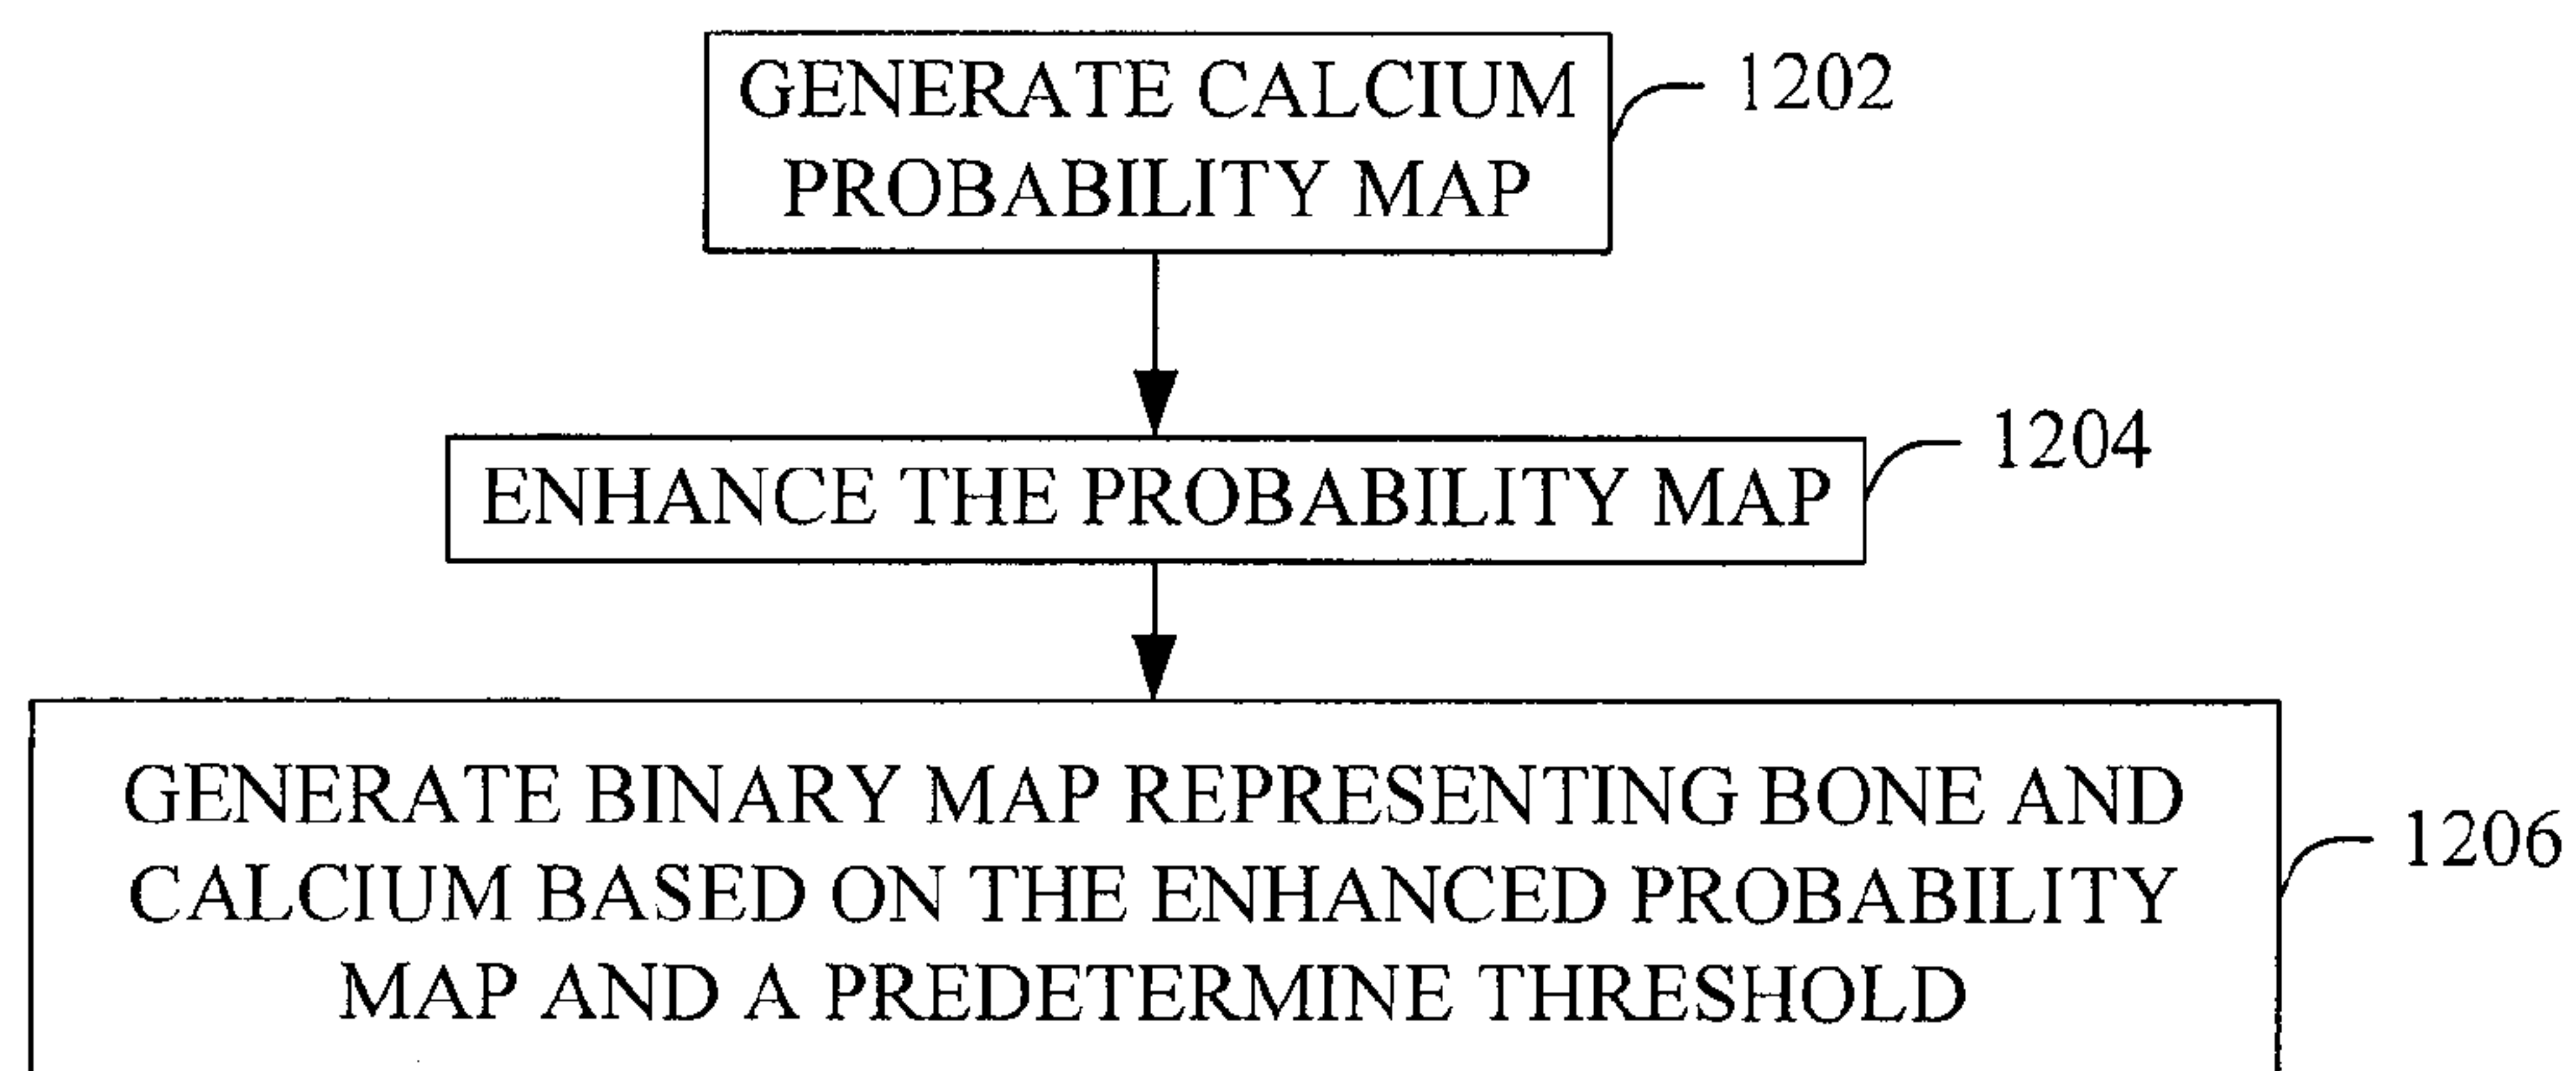 GENERATE CALCIUM
PROBABILITY MAP
1202
ENHANCE THE PROBABILITY MAP
1204
GENERATE BINARY MAP REPRESENTING BONE AND
CALCIUM BASED ON THE ENHANCED PROBABILITY
MAP AND A PREDETERMINE THRESHOLD
1206